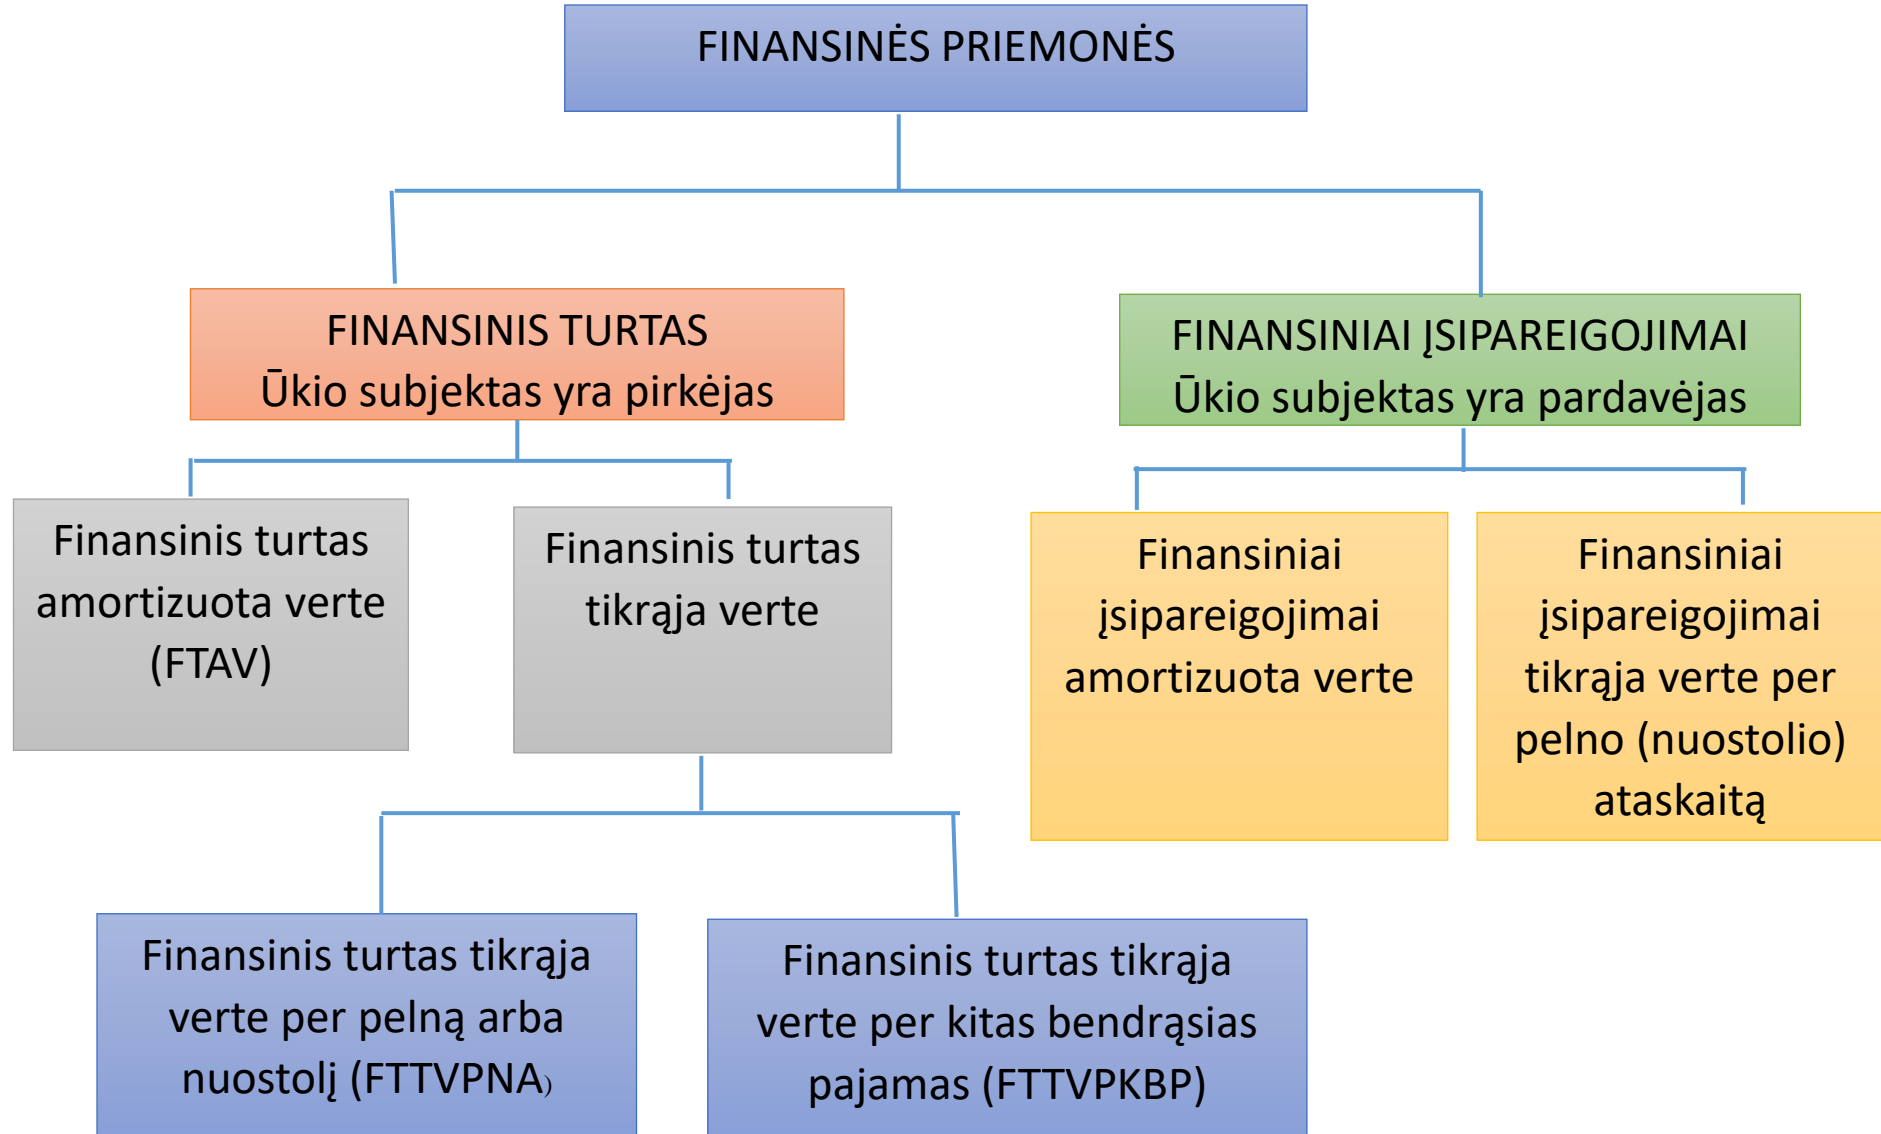 FINANSINĖS PRIEMONĖS
FINANSINIS TURTAS
Ūkio subjektas yra pirkėjas
FINANSINIAI ĮSIPAREIGOJIMAI
Ūkio subjektas yra pardavėjas
Finansinis turtas
amortizuota verte
(FTAV)
Finansinis turtas
tikrąja verte
Finansiniai
įsipareigojimai
amortizuota verte
Finansiniai
įsipareigojimai
tikrąja verte per
pelno (nuostolio)
ataskaitą
Finansinis turtas tikrąja
verte per pelną arba
nuostolį (FTTVPNA)
Finansinis turtas tikrąja
verte per kitas bendrąsias
pajamas (FTTVPKBP)